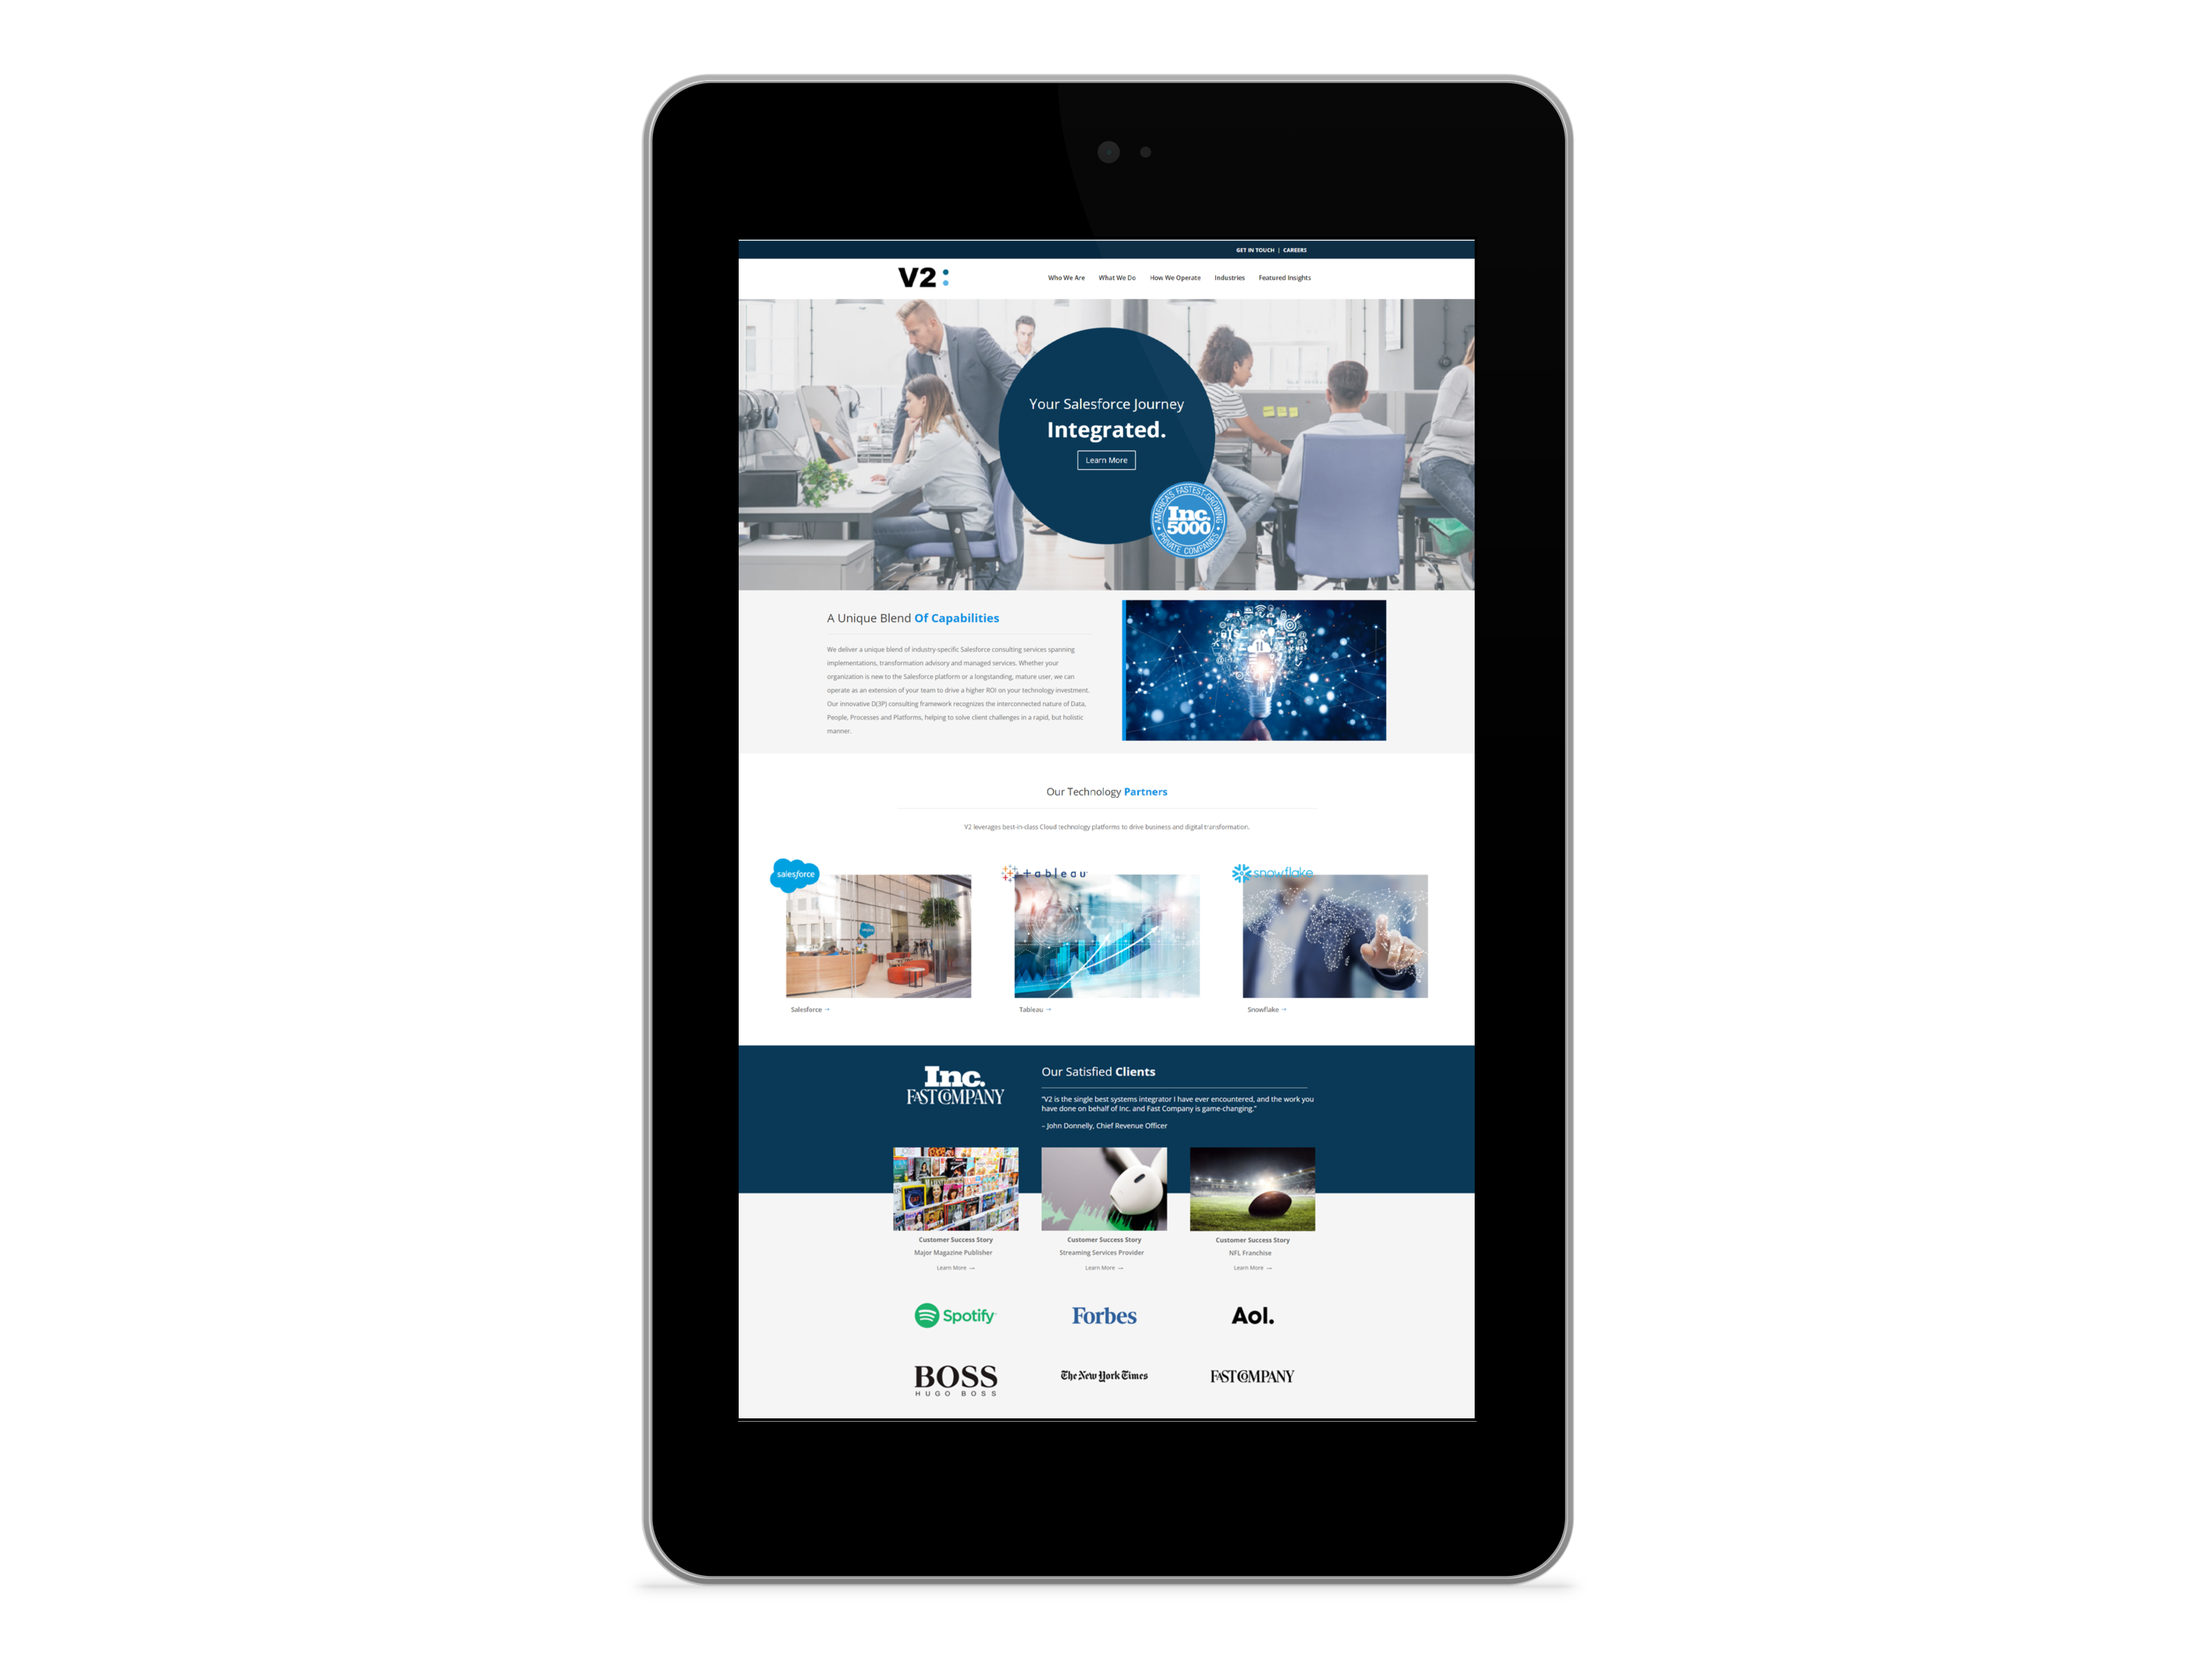 GET IN TOUCH | CAREERS
V2:
Who We Are What We Do How We Operate Industries Featured Insights
Your Salesforce Journey
Integrated.
Learn More
AMERICA'S FASTEST-GROWING
Inc.
5000
PRIVATE COMPANIES
A Unique Blend Of Capabilities
We deliver a unique blend of industry-specific Salesforce consulting services spanning
implementations, transformation advisory and managed services. Whether your
organization is new to the Salesforce platform or a longstanding, mature user, we can
operate as an extension of your team to drive a higher ROI on your technology investment.
Our innovative D(3P) consulting framework recognizes the interconnected nature of Data,
People, Processes and Platforms, helping to solve client challenges in a rapid, but holistic
manner.
Our Technology Partners
V2 leverages best-in-class Cloud technology platforms to drive business and digital transformation.
salesforce
tableau
snowflake
Salesforce →
Tableau →
Snowflake →
Inc.
FAST COMPANY
Our Satisfied Clients
"V2 is the single best systems integrator I have ever encountered, and the work you
have done on behalf of Inc. and Fast Company is game-changing."
– John Donnelly, Chief Revenue Officer
Customer Success Story
Major Magazine Publisher
Learn More →
Customer Success Story
Streaming Services Provider
Learn More →
Customer Success Story
NFL Franchise
Learn More →
Spotify
Forbes
Aol.
BOSS
HUGO BOSS
The New York Times
FAST COMPANY